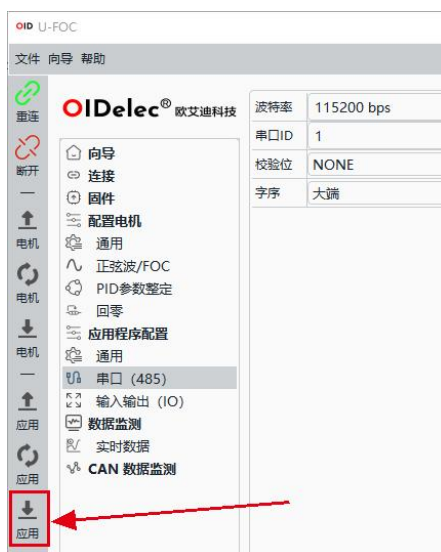 OID U-FOC
文件 向导 帮助
重连
断开
电机
电机
电机
应用
应用
应用
OIDelec® 欧艾迪科技
向导
连接
固件
配置电机
通用
正弦波/FOC
PID参数整定
回零
应用程序配置
通用
串口 (485)
输入输出 (IO)
数据监测
实时数据
CAN 数据监测
波特率 115200 bps
串口ID 1
校验位 NONE
字序 大端